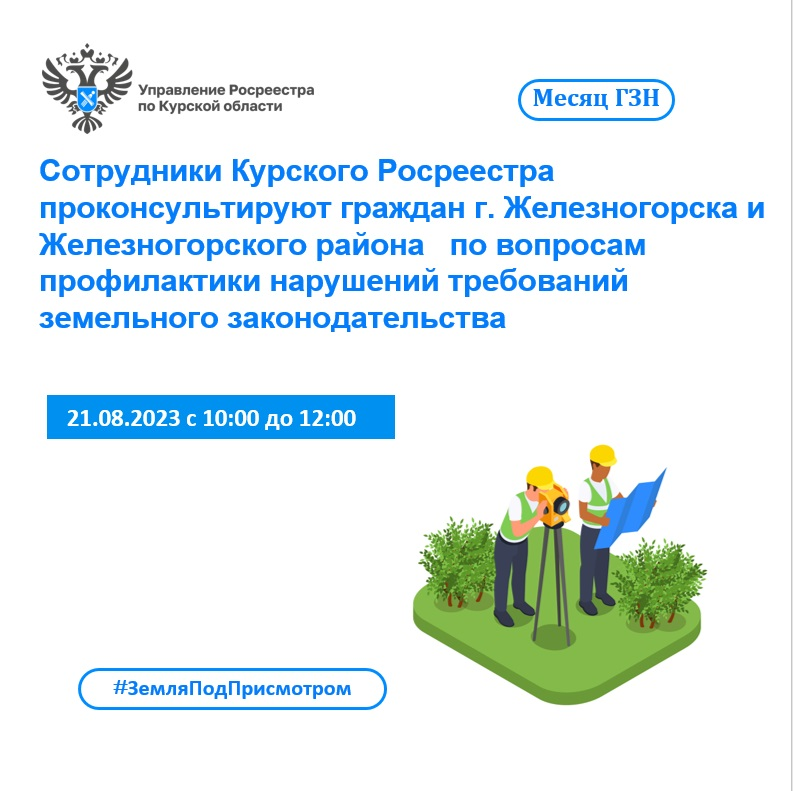 Управление Росреестра
по Курской области
Месяц ГЗН
Сотрудники Курского Росреестра
проконсультируют граждан г. Железногорска и
Железногорского района   по вопросам
профилактики нарушений требований
земельного законодательства
21.08.2023 с 10:00 до 12:00
#ЗемляПодПрисмотром